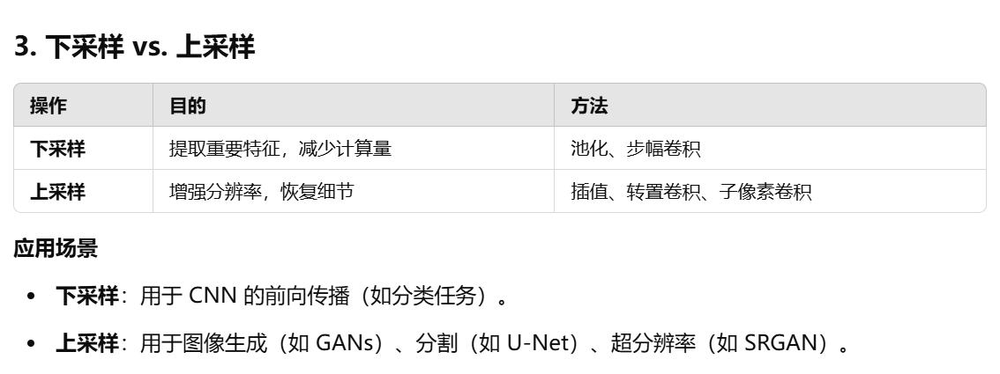 3. 下采样 vs. 上采样
操作 目的 方法
下采样 提取重要特征，减少计算量 池化、步幅卷积
上采样 增强分辨率，恢复细节 插值、转置卷积、子像素卷积
应用场景
• 下采样：用于 CNN 的前向传播（如分类任务）。
• 上采样：用于图像生成（如 GANs）、分割（如 U-Net）、超分辨率（如 SRGAN）。